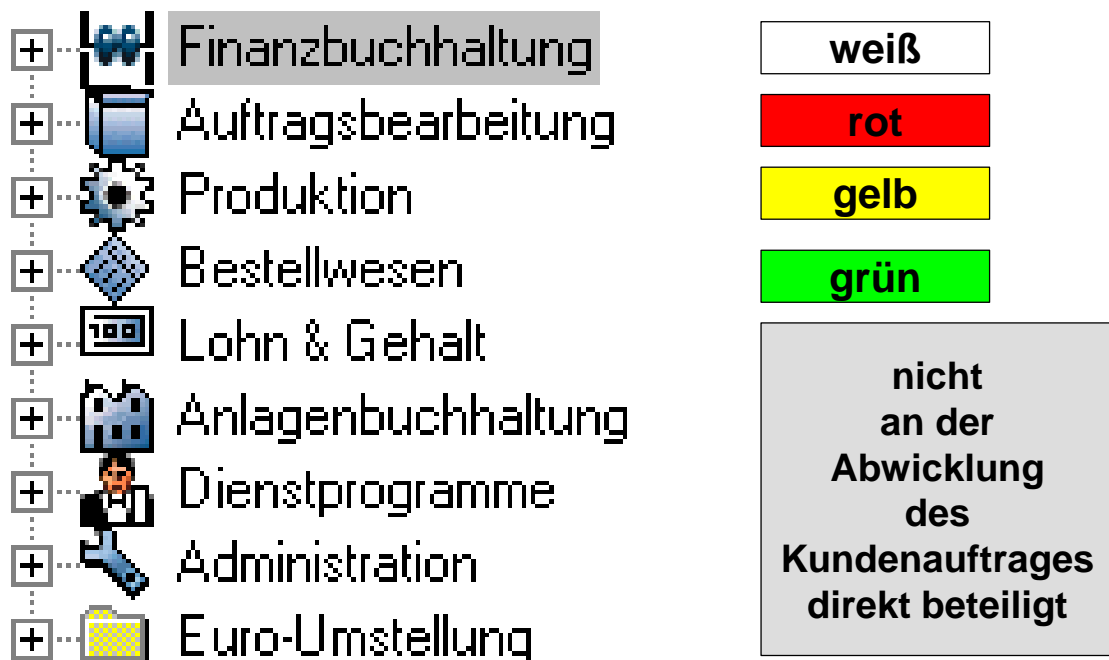 Finanzbuchhaltung weiß
Auftragsbearbeitung rot
Produktion gelb
Bestellwesen grün
Lohn & Gehalt
Anlagenbuchhaltung
Dienstprogramme
Administration
Euro-Umstellung
nicht
an der
Abwicklung
des
Kundenauftrages
direkt beteiligt